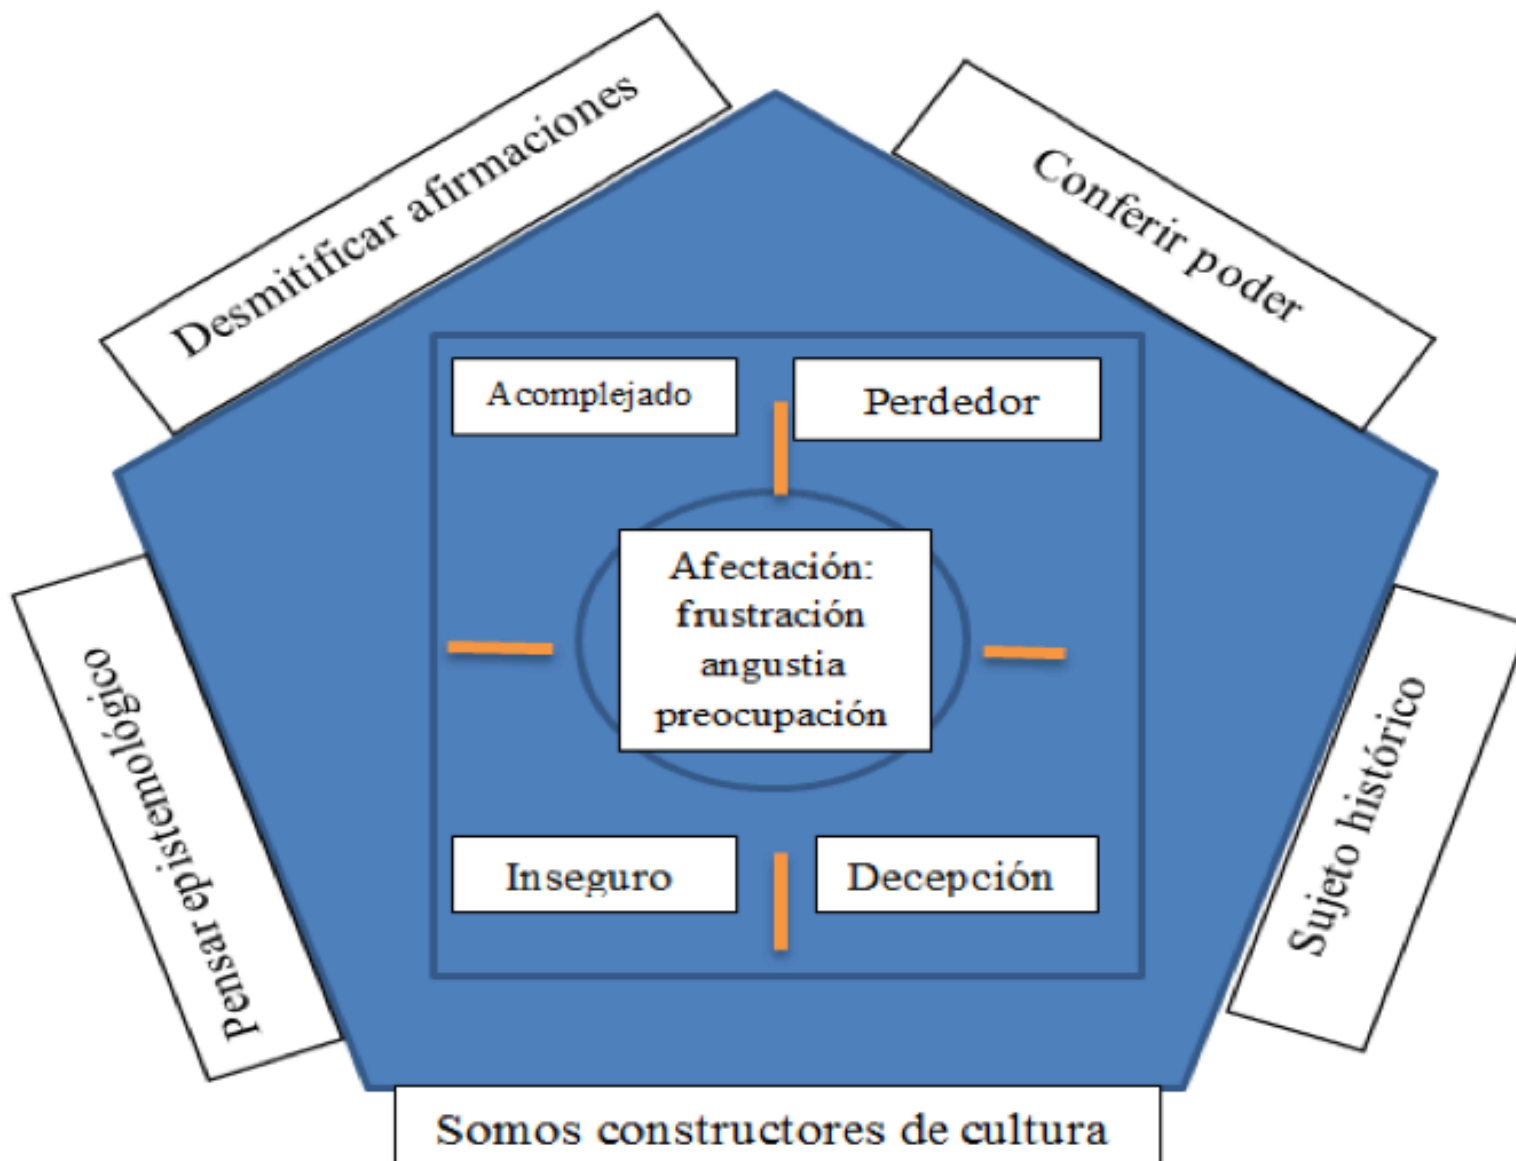 Desmitificar afirmaciones
Conferir poder
Acomplejado
Perdedor
Afectación:
frustración
angustia
preocupación
Pensar epistemológico
Sujeto histórico
Inseguro
Decepción
Somos constructores de cultura